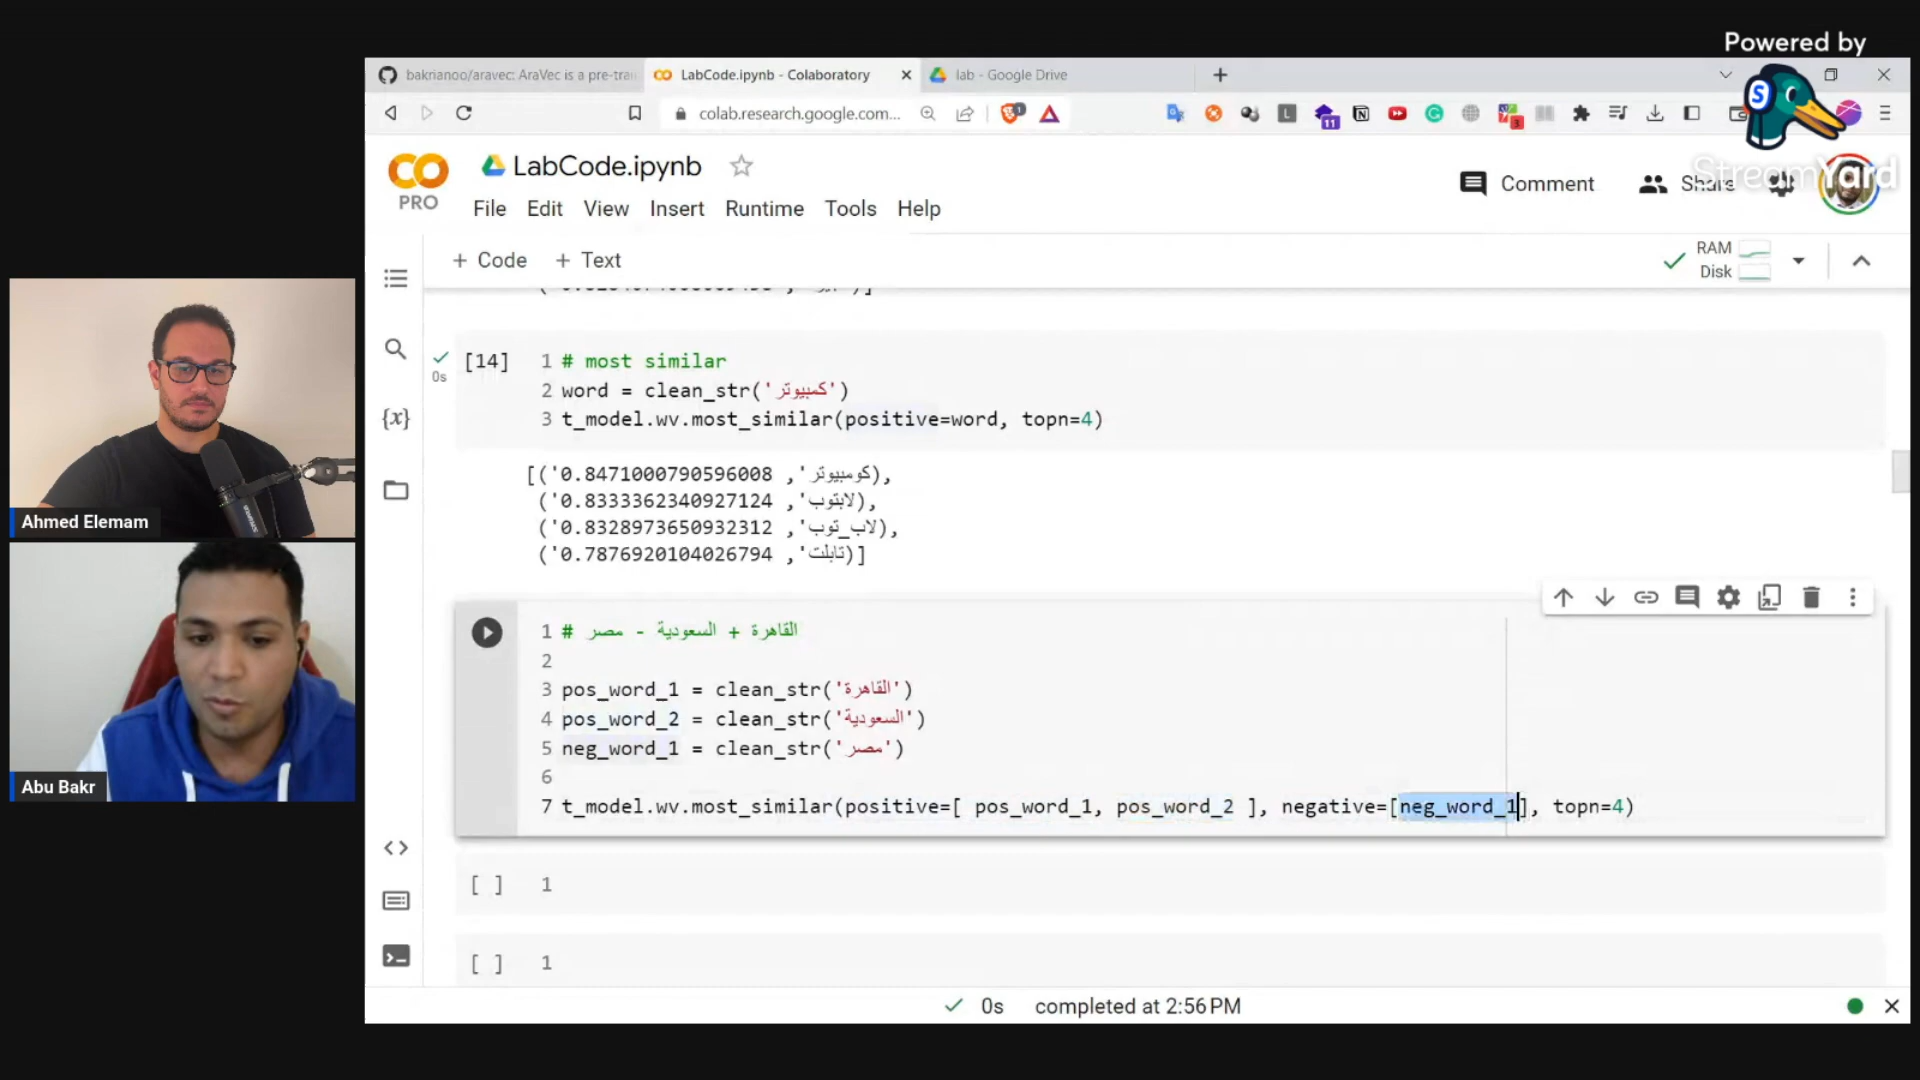 Powered by
StreamYard
bakrianoo/aravec: AraVec is a pre-trai
LabCode.ipynb - Colaboratory
lab - Google Drive
colab.research.google.com...
LabCode.ipynb
PRO
File Edit View Insert Runtime Tools Help
Comment
Share
+ Code + Text
RAM
Disk
[14]
0s
1 # most similar
2 word = clean_str('كمبيوتر')
3 t_model.wv.most_similar(positive=word, topn=4)
[('كومبيوتر', 0.8471000790596008),
('لابتوب', 0.8333362340927124),
('لاب_توب', 0.8328973650932312),
('تابلت', 0.7876920104026794)]
1 # القاهرة + السعودية - مصر
2
3 pos_word_1 = clean_str('القاهرة')
4 pos_word_2 = clean_str('السعودية')
5 neg_word_1 = clean_str('مصر')
6
7 t_model.wv.most_similar(positive=[ pos_word_1, pos_word_2 ], negative=[neg_word_1], topn=4)
[ ] 1
[ ] 1
0s completed at 2:56 PM
Ahmed Elemam
Abu Bakr